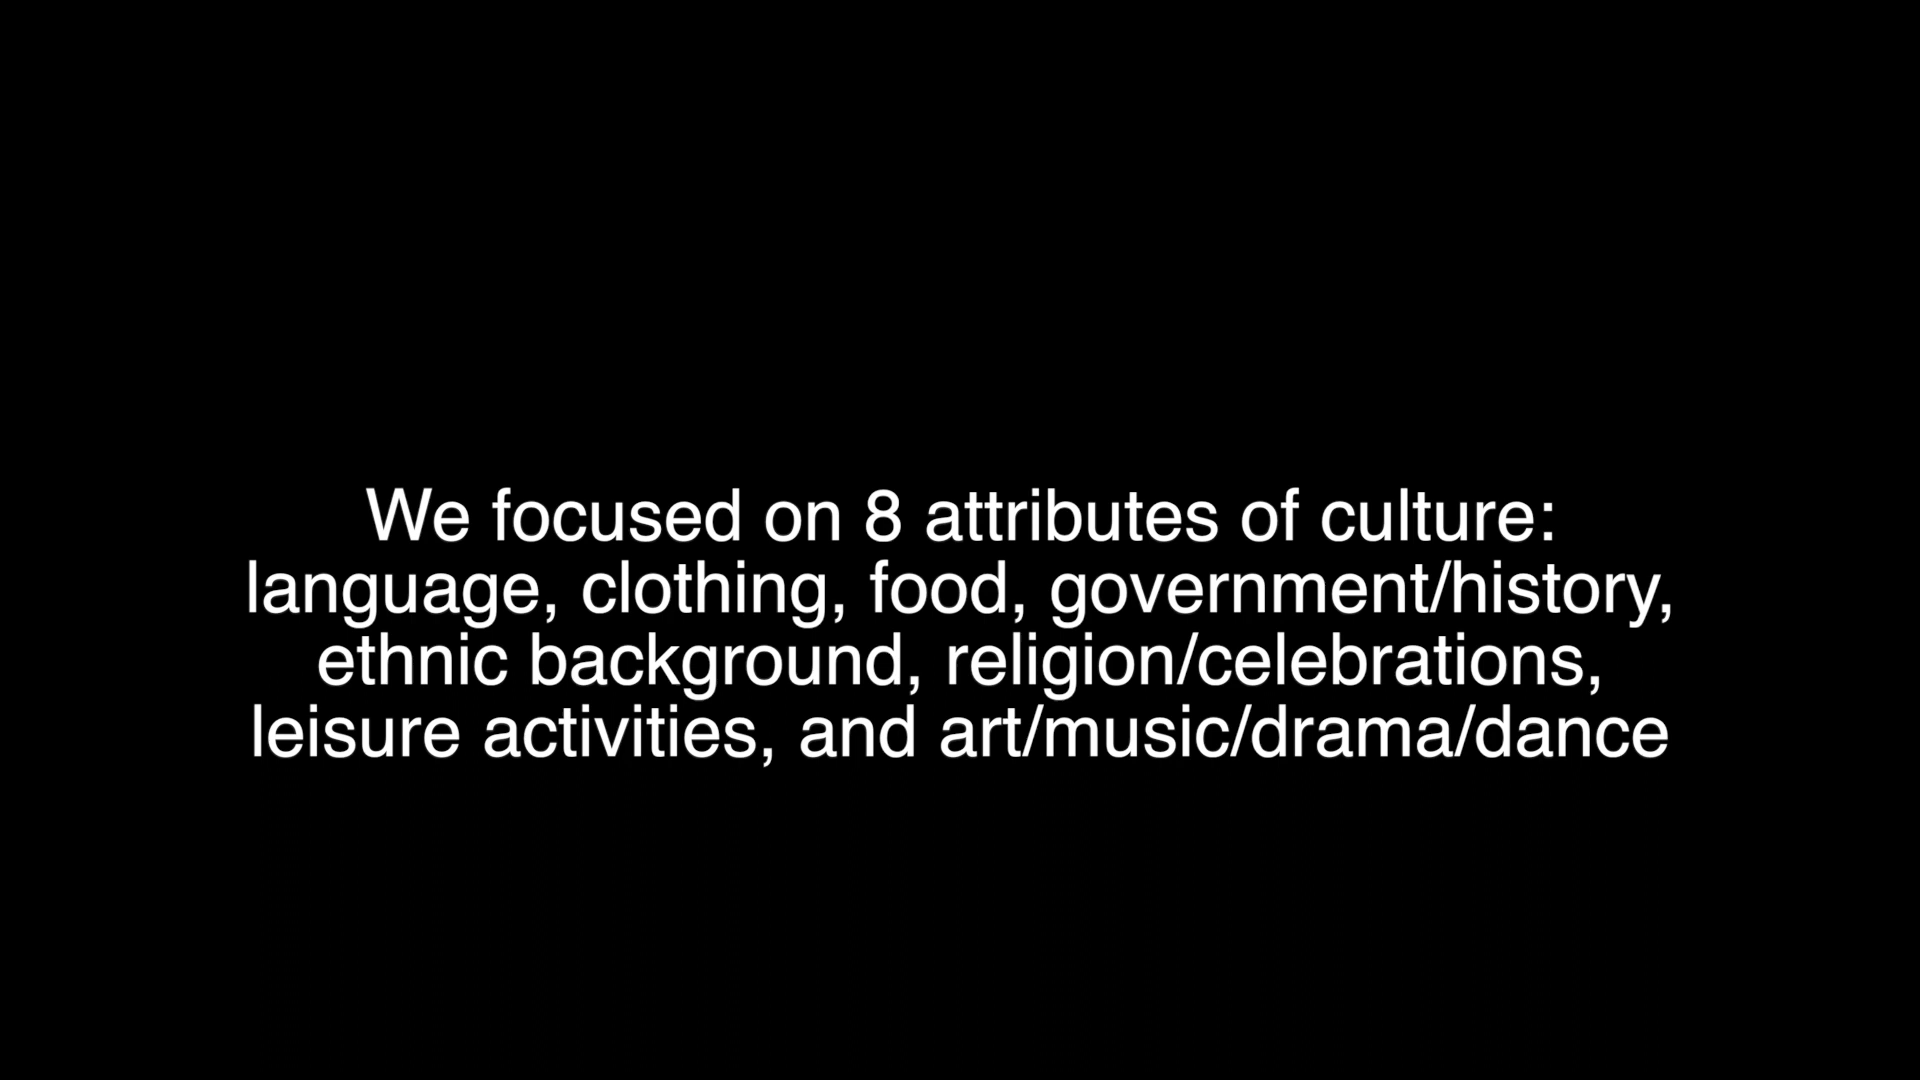 We focused on 8 attributes of culture:
language, clothing, food, government/history,
ethnic background, religion/celebrations,
leisure activities, and art/music/drama/dance